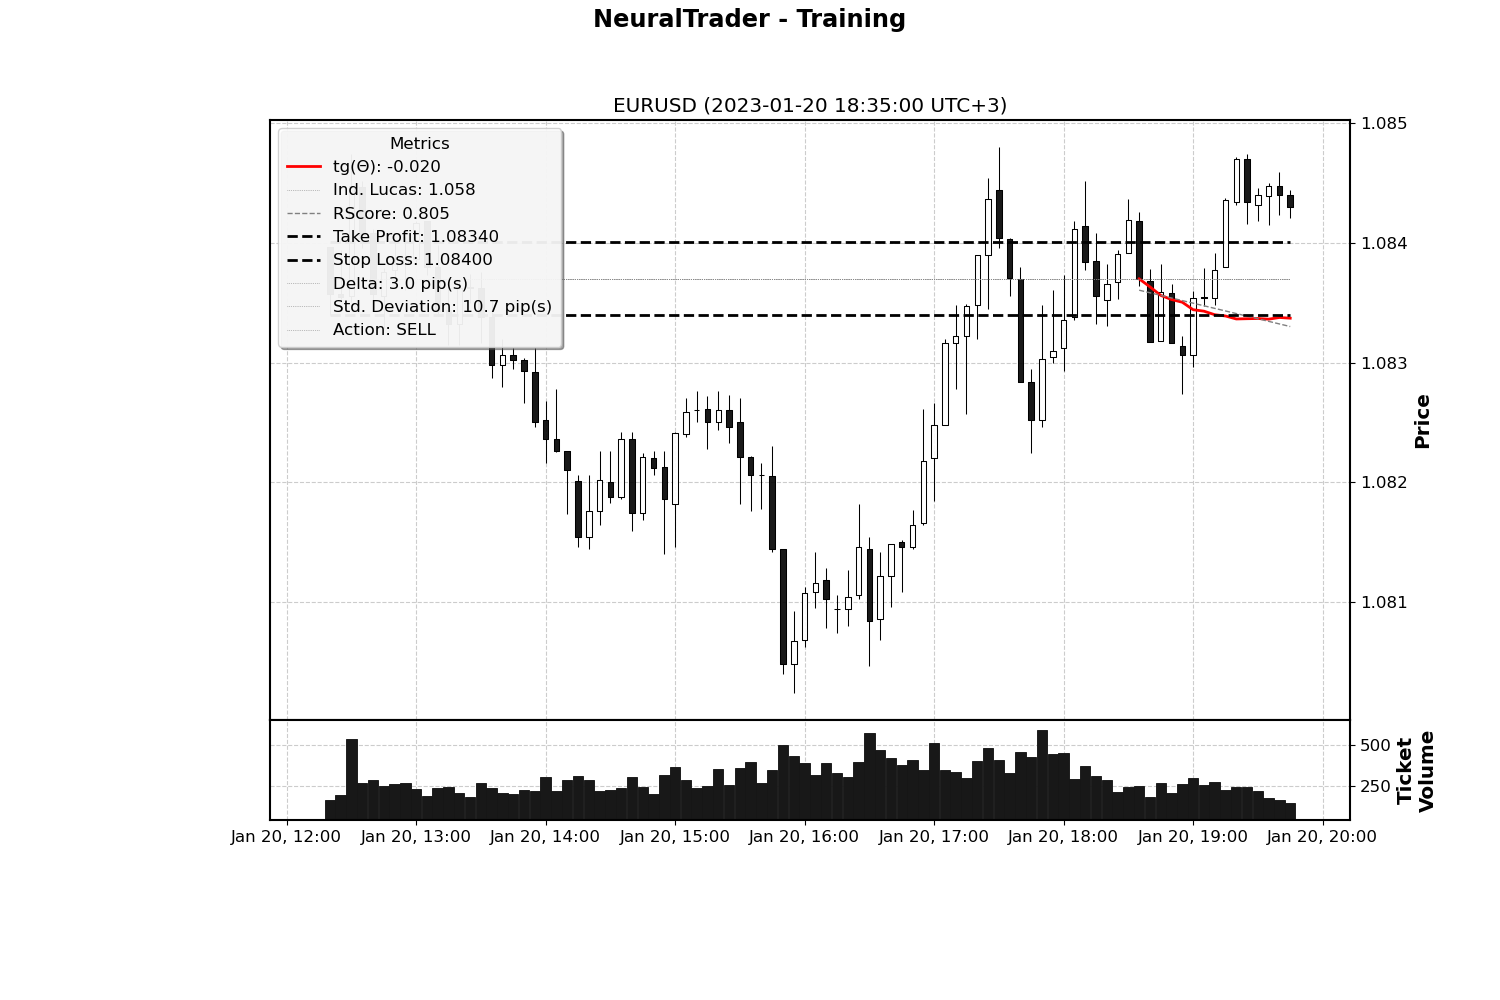 NeuralTrader - Training
EURUSD (2023-01-20 18:35:00 UTC+3)
Metrics
tg(Θ): -0.020
Ind. Lucas: 1.058
RScore: 0.805
Take Profit: 1.08340
Stop Loss: 1.08400
Delta: 3.0 pip(s)
Std. Deviation: 10.7 pip(s)
Action: SELL
1.085
1.084
1.083
1.082
1.081
Price
500
250
Ticket
Volume
Jan 20, 12:00 Jan 20, 13:00 Jan 20, 14:00 Jan 20, 15:00 Jan 20, 16:00 Jan 20, 17:00 Jan 20, 18:00 Jan 20, 19:00 Jan 20, 20:00